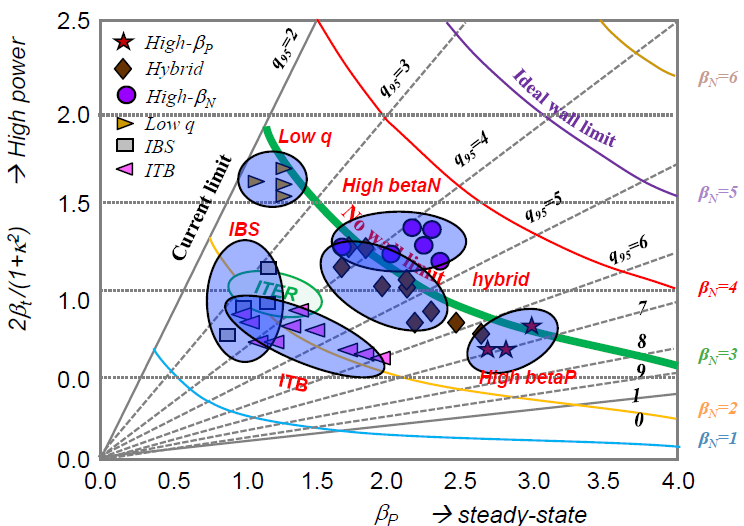 2.5
2.0
1.5
1.0
0.0
0.0
2βt/(1+κ²) → High power
High-βP
Hybrid
High-βN
Low q
IBS
ITB
q95=2
q95=3
q95=4
q95=5
q95=6
7
8
9
1
0
Current limit
Low q
High betaN
No wall limit
Ideal wall limit
IBS
ITER
hybrid
ITB
High betaP
βN=6
βN=5
βN=4
βN=3
βN=2
βN=1
0.0 0.5 1.0 1.5 2.0 2.5 3.0 3.5 4.0
βP → steady-state